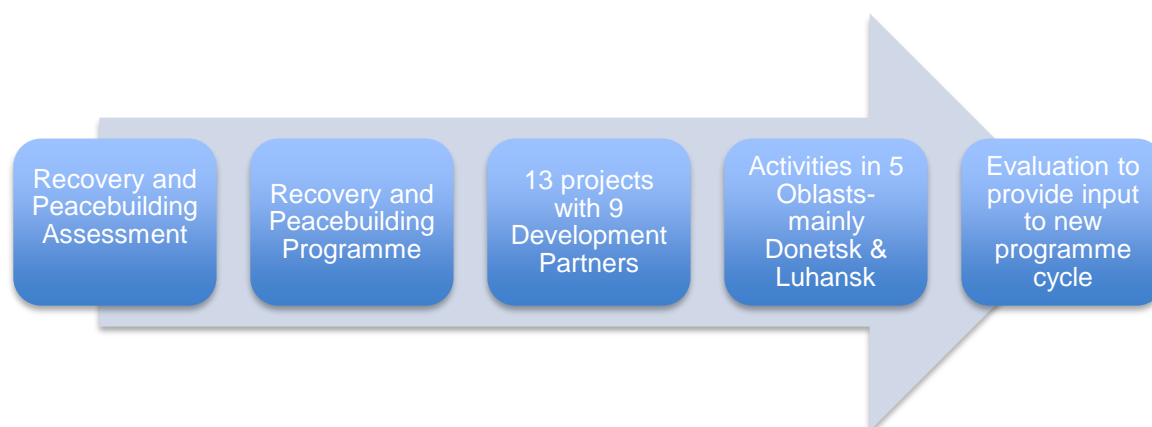 Recovery and
Peacebuilding
Assessment
Recovery and
Peacebuilding
Programme
13 projects
with 9
Development
Partners
Activities in 5
Oblasts-
mainly
Donetsk &
Luhansk
Evaluation to
provide input
to new
programme
cycle